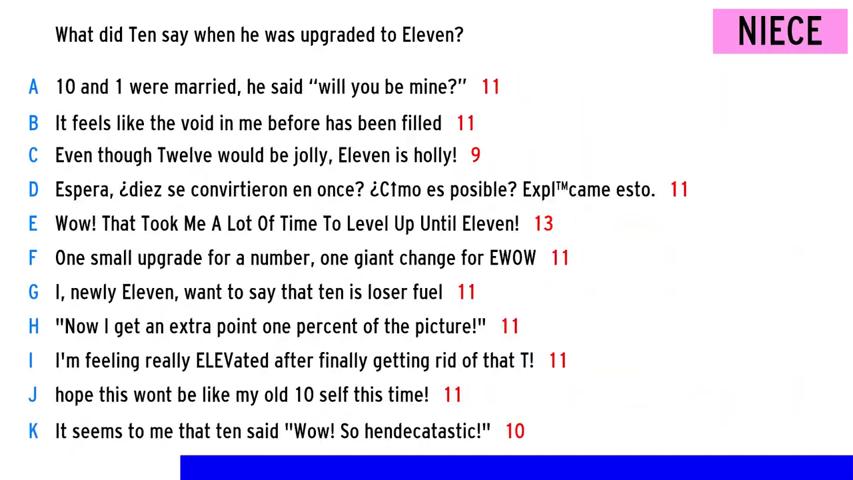 What did Ten say when he was upgraded to Eleven?
NIECE
A 10 and 1 were married, he said “will you be mine?” 11
B It feels like the void in me before has been filled 11
C Even though Twelve would be jolly, Eleven is holly! 9
D Espera, ¿diez se convirtieron en once? ¿C†mo es posible? Expl™came esto. 11
E Wow! That Took Me A Lot Of Time To Level Up Until Eleven! 13
F One small upgrade for a number, one giant change for EWOW 11
G I, newly Eleven, want to say that ten is loser fuel 11
H "Now I get an extra point one percent of the picture!" 11
I I'm feeling really ELEVated after finally getting rid of that T! 11
J hope this wont be like my old 10 self this time! 11
K It seems to me that ten said "Wow! So hendecatastic!" 10